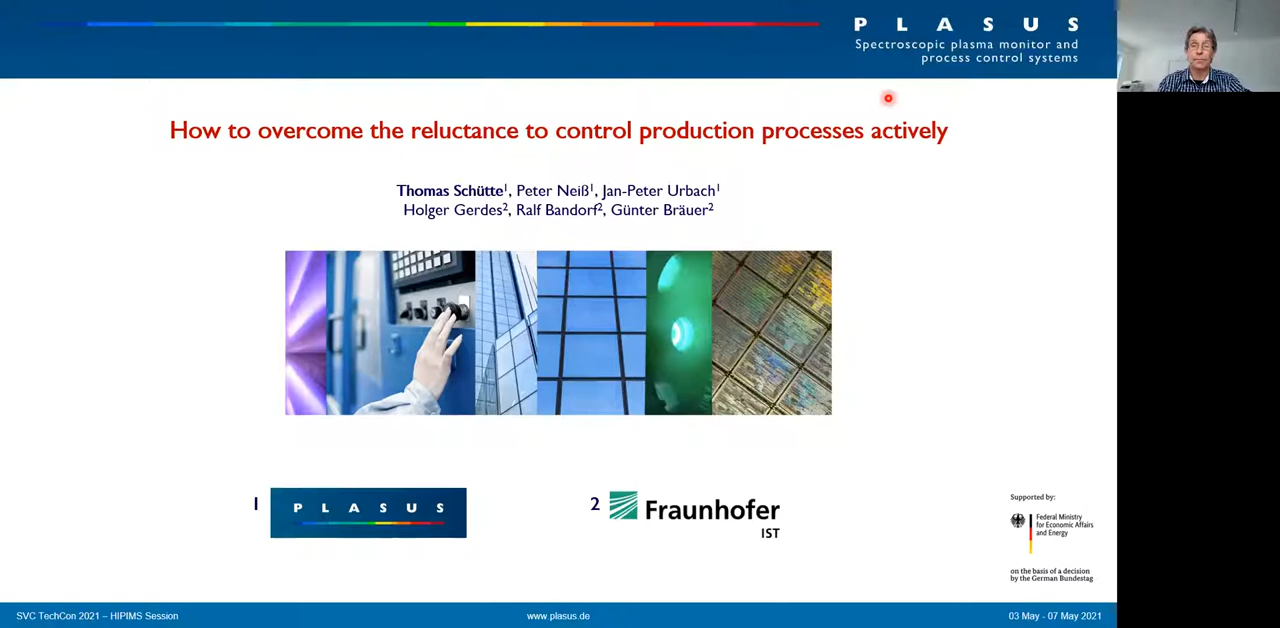 P L A S U S
Spectroscopic plasma monitor and
process control systems
How to overcome the reluctance to control production processes actively
Thomas Schütte¹, Peter Neiß¹, Jan-Peter Urbach¹
Holger Gerdes², Ralf Bandorf², Günter Bräuer²
1
P L A S U S
2
Fraunhofer
IST
Supported by:
Federal Ministry
for Economic Affairs
and Energy
on the basis of a decision
by the German Bundestag
SVC TechCon 2021 – HIPIMS Session
www.plasus.de
03 May - 07 May 2021